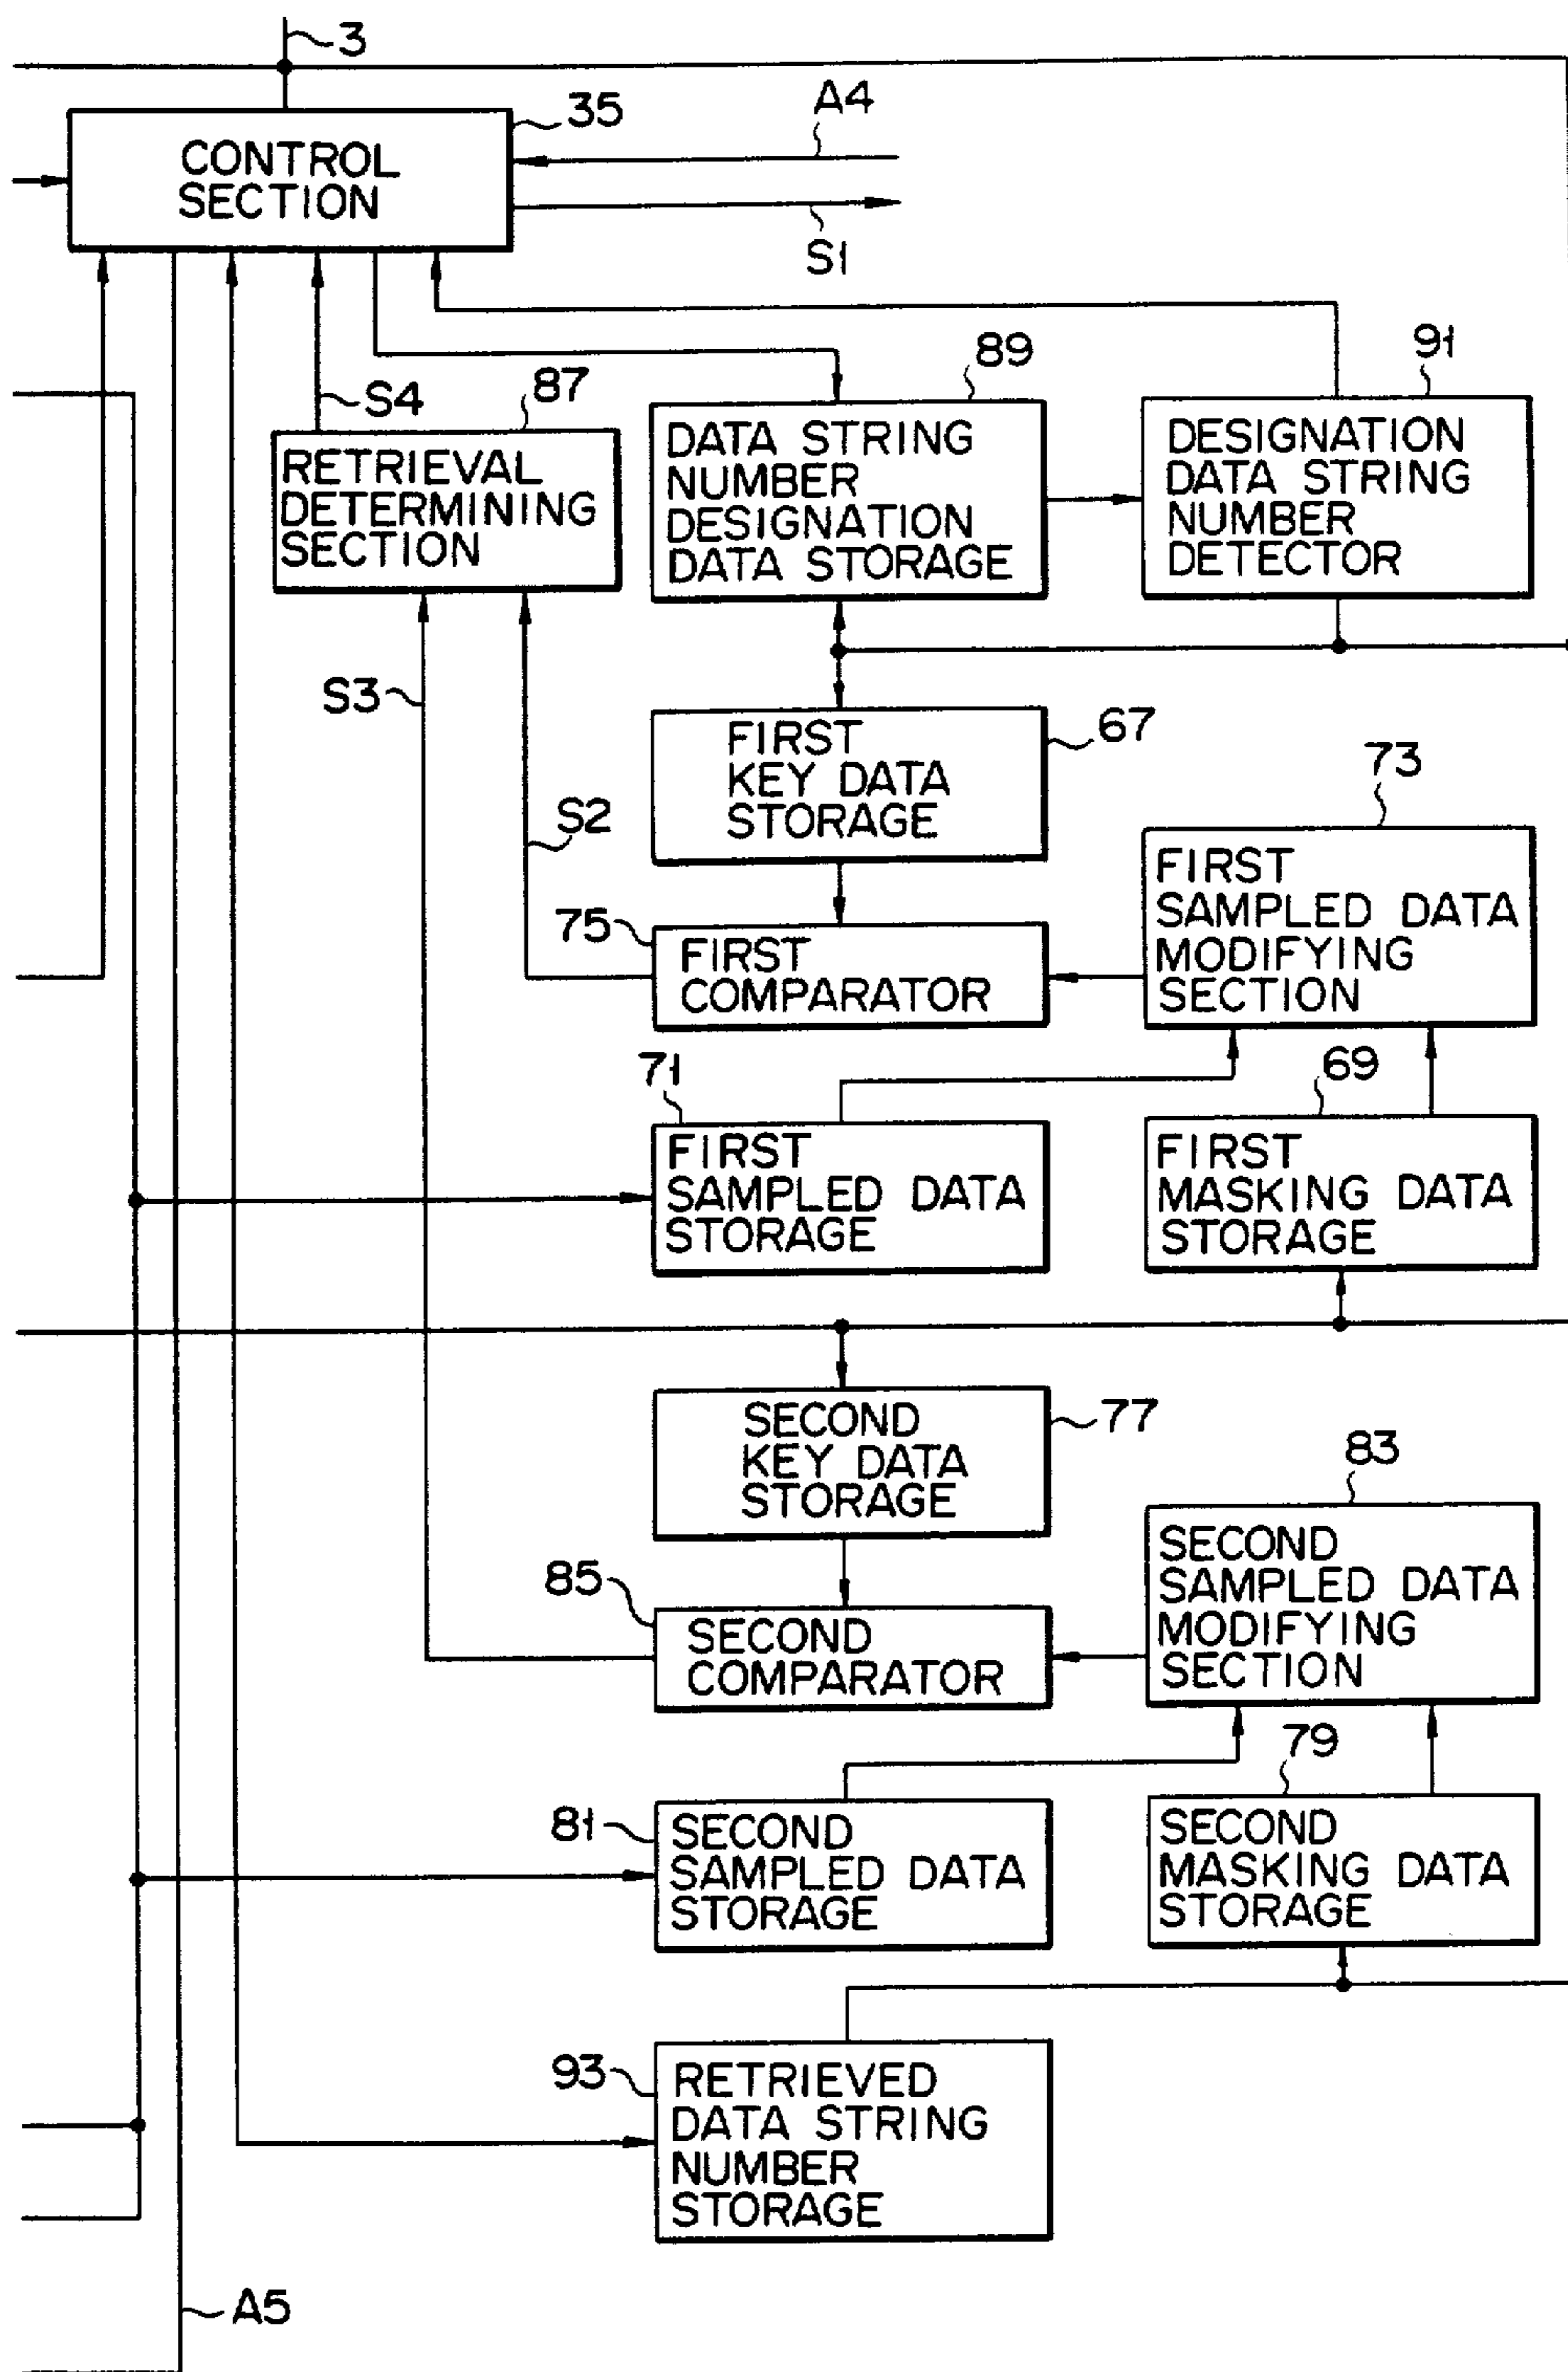 3
35
A4
CONTROL
SECTION
S1
91
89
87
S4
DATA STRING
NUMBER
DESIGNATION
DATA STORAGE
DESIGNATION
DATA STRING
NUMBER
DETECTOR
RETRIEVAL
DETERMINING
SECTION
S3
67
FIRST
KEY DATA
STORAGE
73
S2
FIRST
SAMPLED DATA
MODIFYING
SECTION
75
FIRST
COMPARATOR
71
69
FIRST
SAMPLED DATA
STORAGE
FIRST
MASKING DATA
STORAGE
77
SECOND
KEY DATA
STORAGE
83
SECOND
SAMPLED DATA
MODIFYING
SECTION
85
SECOND
COMPARATOR
79
81
SECOND
SAMPLED DATA
STORAGE
SECOND
MASKING DATA
STORAGE
93
RETRIEVED
DATA STRING
NUMBER
STORAGE
A5